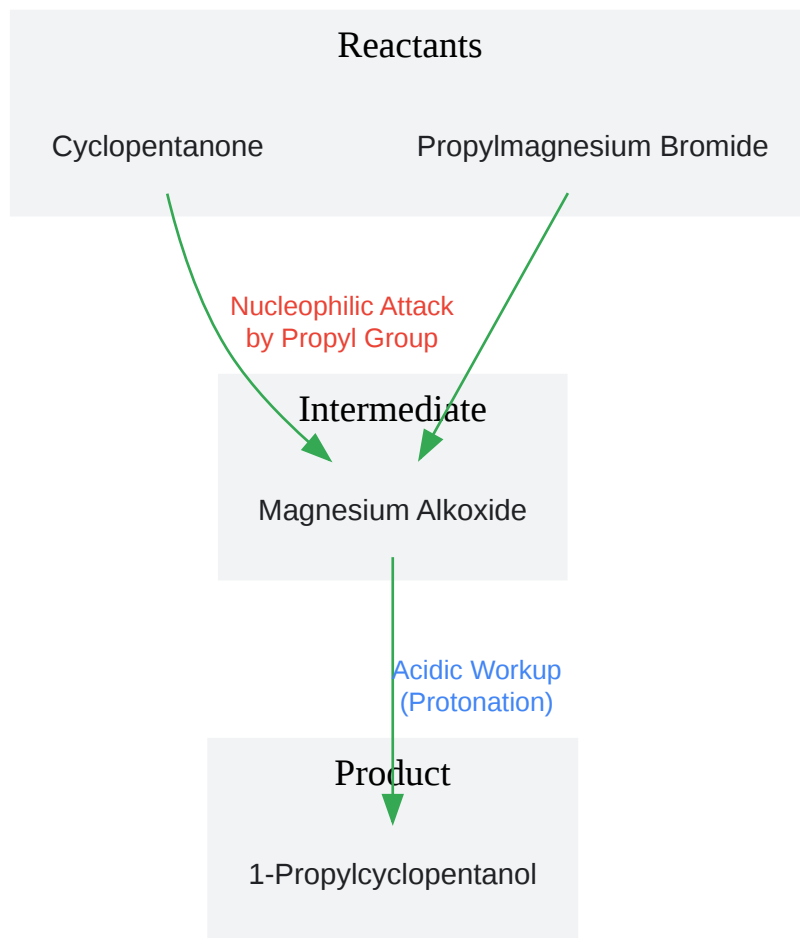 Reactants
Cyclopentanone
Propylmagnesium Bromide
Nucleophilic Attack
by Propyl Group
Intermediate
Magnesium Alkoxide
Acidic Workup
(Protonation)
Product
1-Propylcyclopentanol